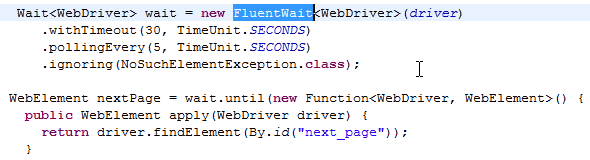 Wait<WebDriver> wait = new FluentWait<WebDriver>(driver)
.withTimeout(30, TimeUnit.SECONDS)
.pollingEvery(5, TimeUnit.SECONDS)
.ignoring(NoSuchElementException.class);
WebElement nextPage = wait.until(new Function<WebDriver, WebElement>() {
public WebElement apply(WebDriver driver) {
return driver.findElement(By.id("next_page"));
}